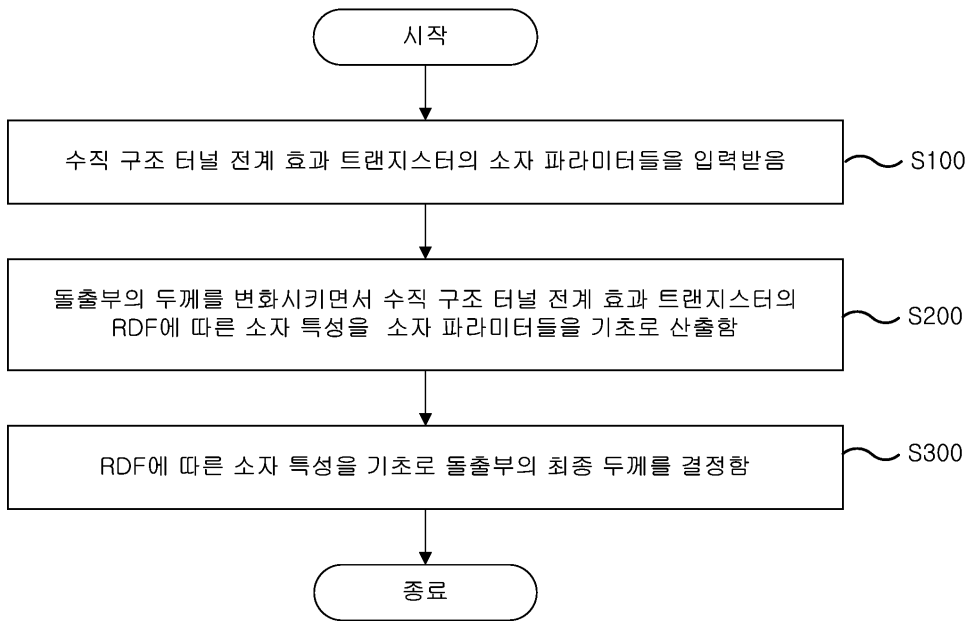 시작
수직 구조 터널 전계 효과 트랜지스터의 소자 파라미터들을 입력받음
S100
돌출부의 두께를 변화시키면서 수직 구조 터널 전계 효과 트랜지스터의
RDF에 따른 소자 특성을 소자 파라미터들을 기초로 산출함
S200
RDF에 따른 소자 특성을 기초로 돌출부의 최종 두께를 결정함
S300
종료